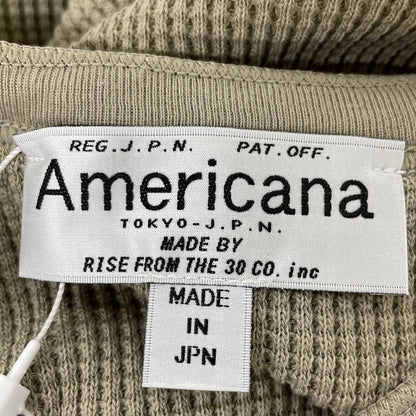 REG.J.P.N. PAT.OFF.
Americana
TOKYO-J.P.N.
MADE BY
RISE FROM THE 30 CO. inc
MADE
IN
JPN